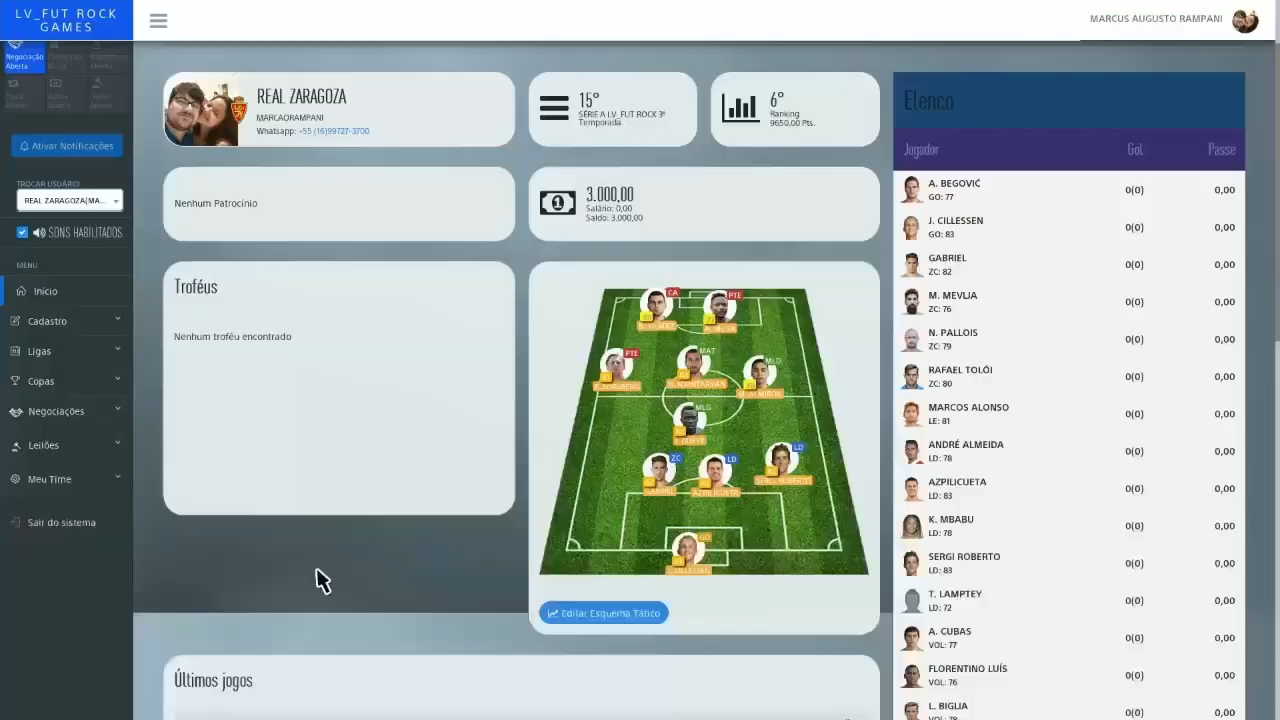 LV_FUT ROCK
GAMES
MARCUS AUGUSTO RAMPANI
Negociação
Aberta
Ativar Notificações
TROCAR USUÁRIO
REAL ZARAGOZA(MA...
SONS HABILITADOS
MENU
Início
Cadastro
Ligas
Copas
Negociações
Leilões
Meu Time
Sair do sistema
REAL ZARAGOZA
MARCAORAMPANI
Whatsapp: +55 (16)99727-3700
15°
SÉRIE A LV_FUT.ROCK 3ª
Temporada
6°
Ranking
9650,00 Pts.
Nenhum Patrocínio
3.000,00
Salário: 0,00
Saldo: 3.000,00
Troféus
Nenhum troféu encontrado
CA
PTE
PTE
MAT
MLD
MLG
ZC
LD
LD
GABRIEL
AZPILICUETA
SERGI ROBERTO
GO
J. CILLESSEN
Editar Esquema Tático
Últimos jogos
Elenco
Jogador Gol Passe
A. BEGOVIĆ 0(0) 0,00
GO: 77
J. CILLESSEN 0(0) 0,00
GO: 83
GABRIEL 0(0) 0,00
ZC: 82
M. MEVLJA 0(0) 0,00
ZC: 76
N. PALLOIS 0(0) 0,00
ZC: 79
RAFAEL TOLÓI 0(0) 0,00
ZC: 80
MARCOS ALONSO 0(0) 0,00
LE: 81
ANDRÉ ALMEIDA 0(0) 0,00
LD: 78
AZPILICUETA 0(0) 0,00
LD: 83
K. MBABU 0(0) 0,00
LD: 78
SERGI ROBERTO 0(0) 0,00
LD: 83
T. LAMPTEY 0(0) 0,00
LD: 72
A. CUBAS 0(0) 0,00
VOL: 77
FLORENTINO LUÍS 0(0) 0,00
VOL: 76
L. BIGLIA 0(0) 0,00